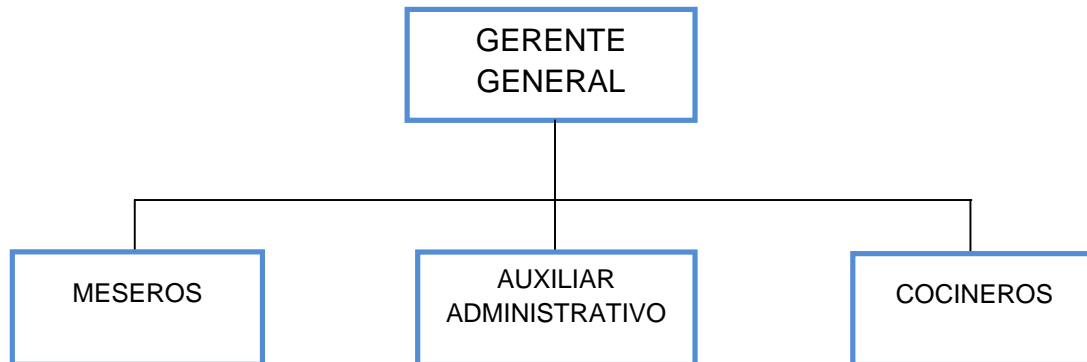 GERENTE
GENERAL
MESEROS
AUXILIAR
ADMINISTRATIVO
COCINEROS